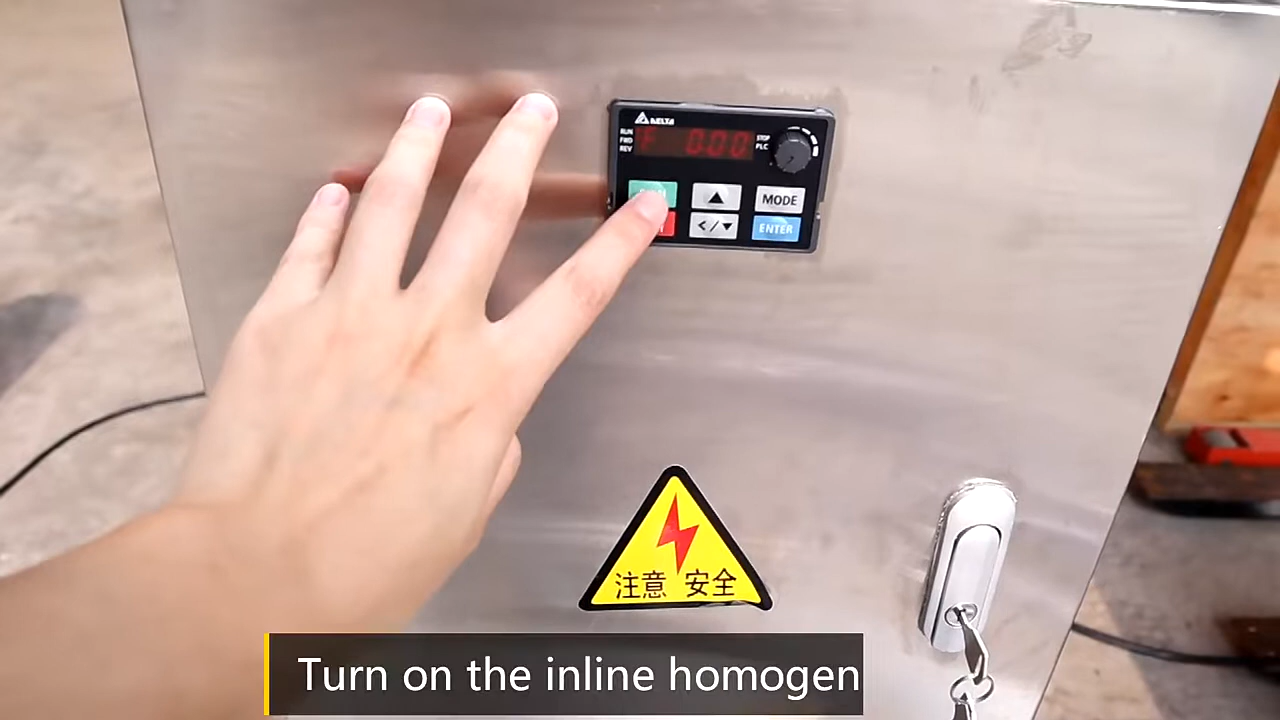 DELTA
RUN
FWD
REV
F 0.00
STOP
PLC
MODE
</▼
ENTER
注意 安全
Turn on the inline homogen